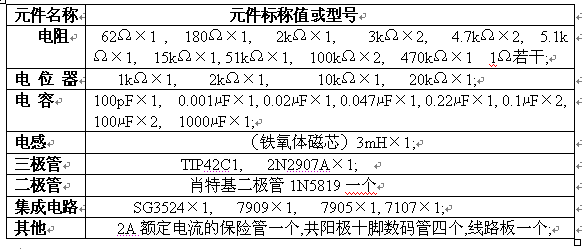 元件名称 元件标称值或型号
电阻 62Ω×1 , 180Ω×1, 2kΩ×1, 3kΩ×2, 4.7kΩ×2, 5.1k
Ω×1, 15kΩ×1, 51kΩ×1, 100kΩ×2, 470kΩ×1 1Ω若干;
电 位 器 1kΩ×1, 2kΩ×1, 10kΩ×1, 20kΩ×1;
电 容 100pF×1, 0.001μF×1, 0.02μF×1, 0.047μF×1, 0.22μF×1, 0.1μF×2,
100μF×2, 1000μF×1;
电感 (铁氧体磁芯) 3mH×1;
三极管 TIP42C1, 2N2907A×1;
二极管 肖特基二极管 1N5819 一个
集成电路 SG3524×1, 7909×1, 7905×1, 7107×1;
其他 2A 额定电流的保险管一个,共阳极十脚数码管四个,线路板一个;